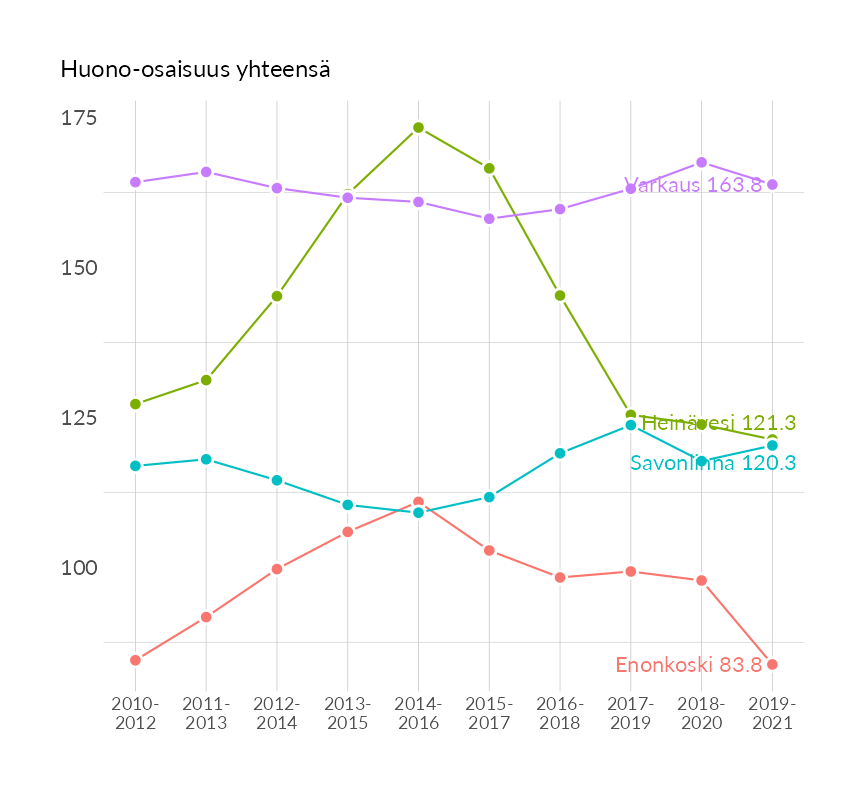 Huono-osaisuus yhteensä
175
150
125
100
Varkaus 163.8
Heinävesi 121.3
Savonlinna 120.3
Enonkoski 83.8
2010- 2011- 2012- 2013- 2014- 2015- 2016- 2017- 2018- 2019-
2012 2013 2014 2015 2016 2017 2018 2019 2020 2021